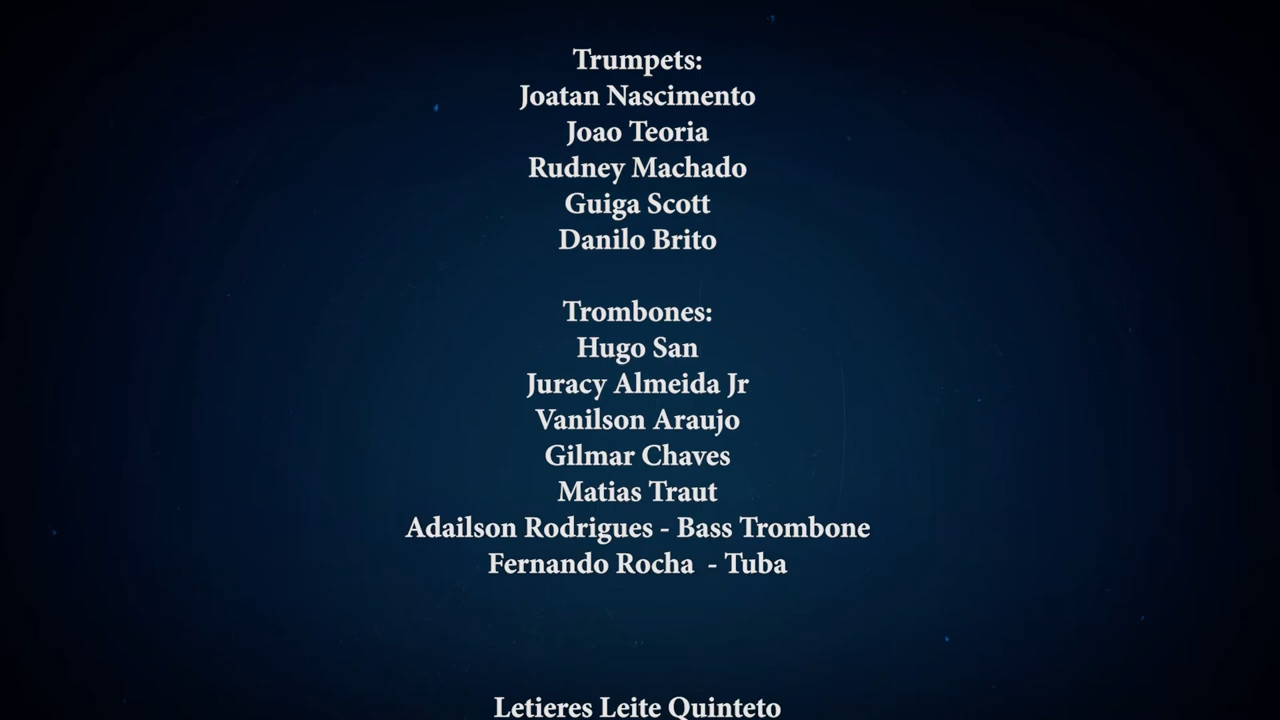 Trumpets:
Joatan Nascimento
Joao Teoria
Rudney Machado
Guiga Scott
Danilo Brito
Trombones:
Hugo San
Juracy Almeida Jr
Vanilson Araujo
Gilmar Chaves
Matias Traut
Adailson Rodrigues - Bass Trombone
Fernando Rocha  - Tuba
Letieres Leite Quinteto